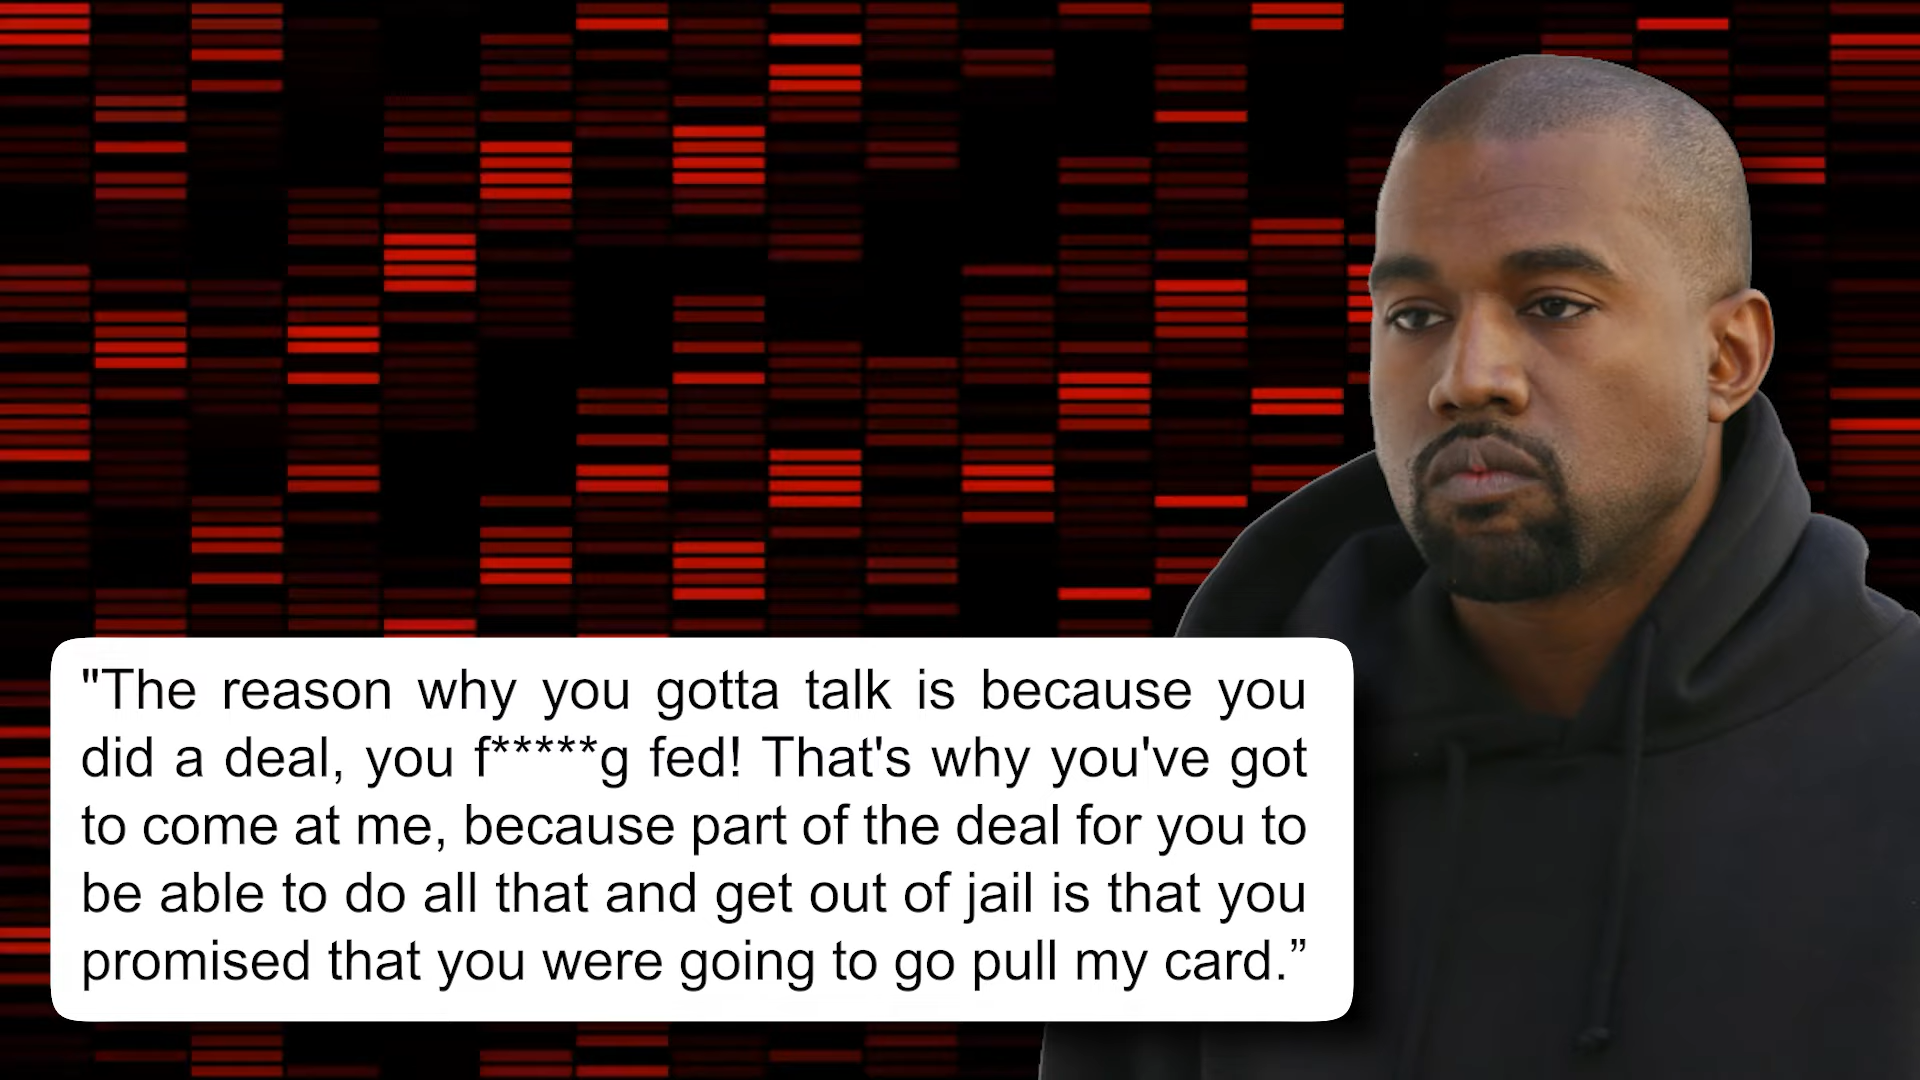 "The reason why you gotta talk is because you
did a deal, you f*****g fed! That's why you've got
to come at me, because part of the deal for you to
be able to do all that and get out of jail is that you
promised that you were going to go pull my card.”